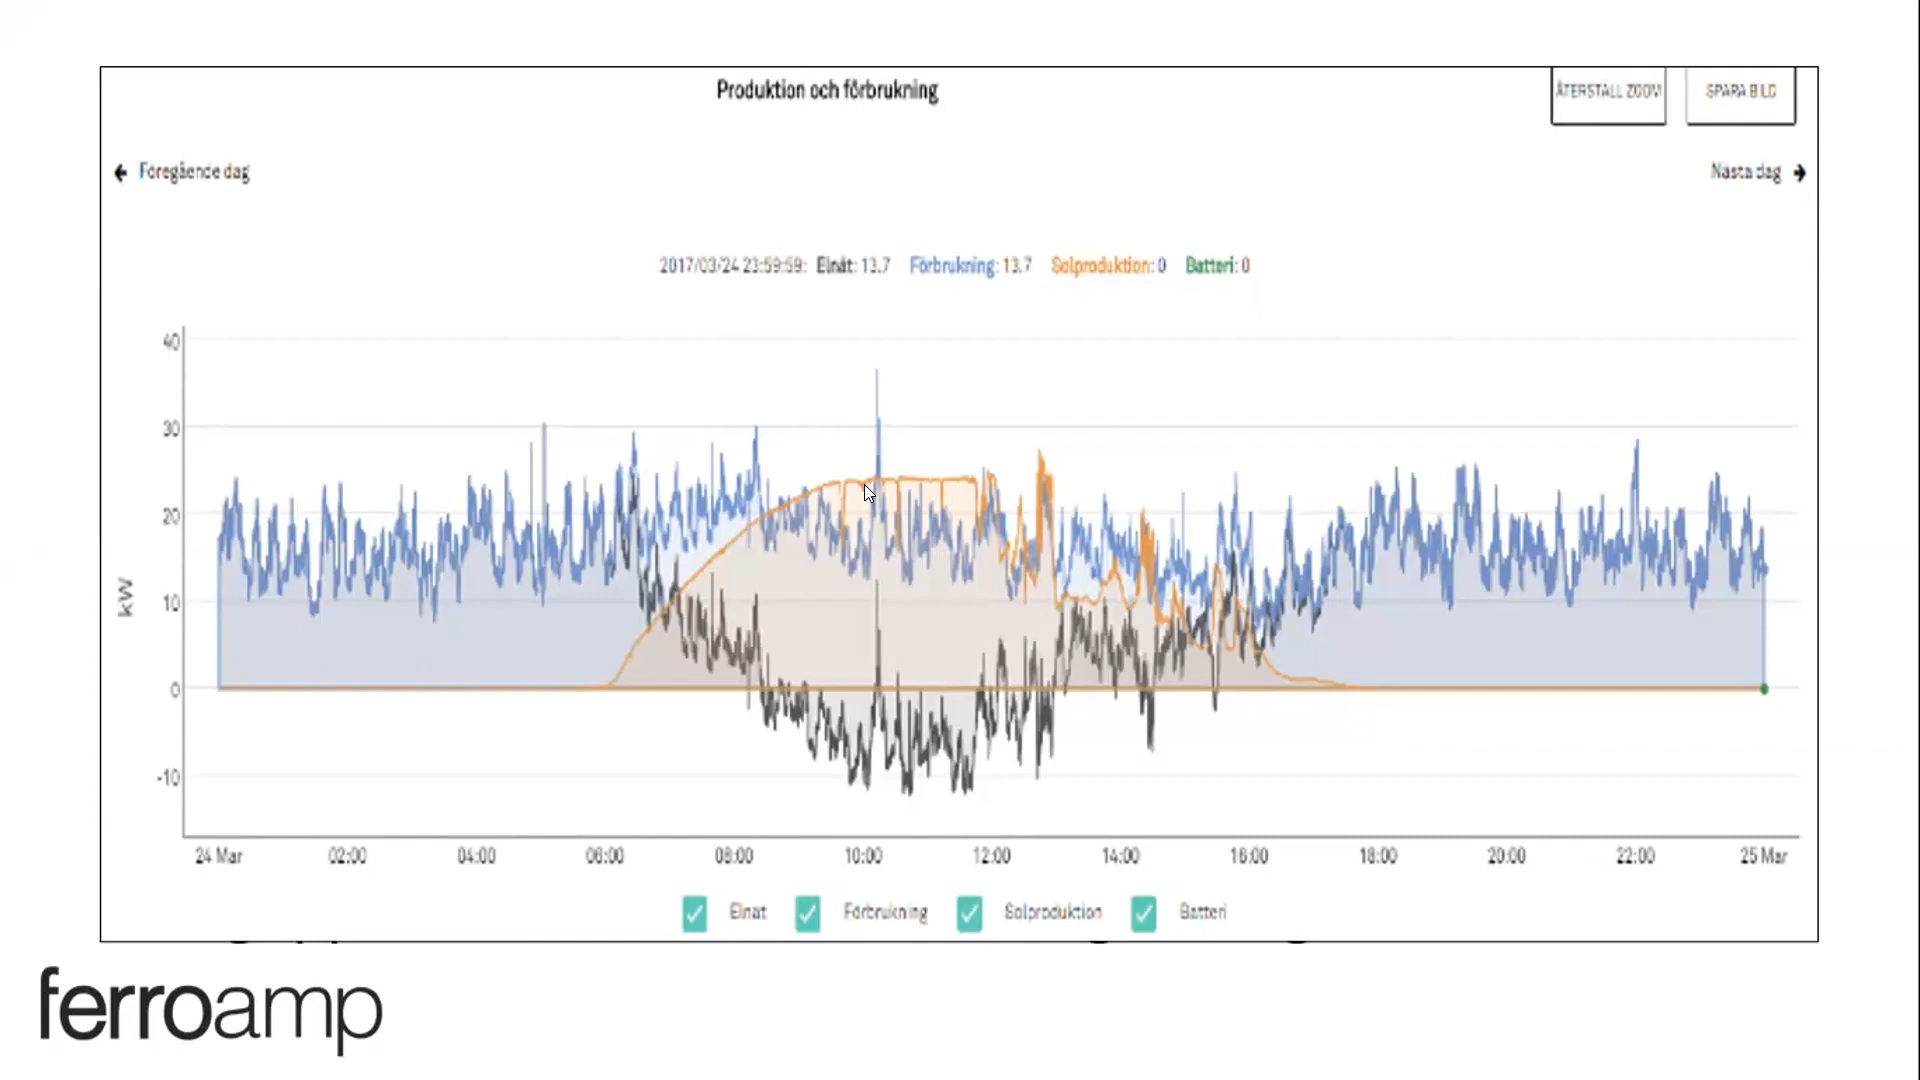 Produktion och förbrukning
ÅTERSTÄLL ZOOM
SPARA BILD
Föregående dag
Nästa dag
2017/03/24 23:59:59: Elnät: 13.7 Förbrukning: 13.7 Solproduktion: 0 Batteri: 0
40
30
20
10
0
-10
kW
24 Mar 02:00 04:00 06:00 08:00 10:00 12:00 14:00 16:00 18:00 20:00 22:00 25 Mar
Elnät Förbrukning Solproduktion Batteri
ferroamp